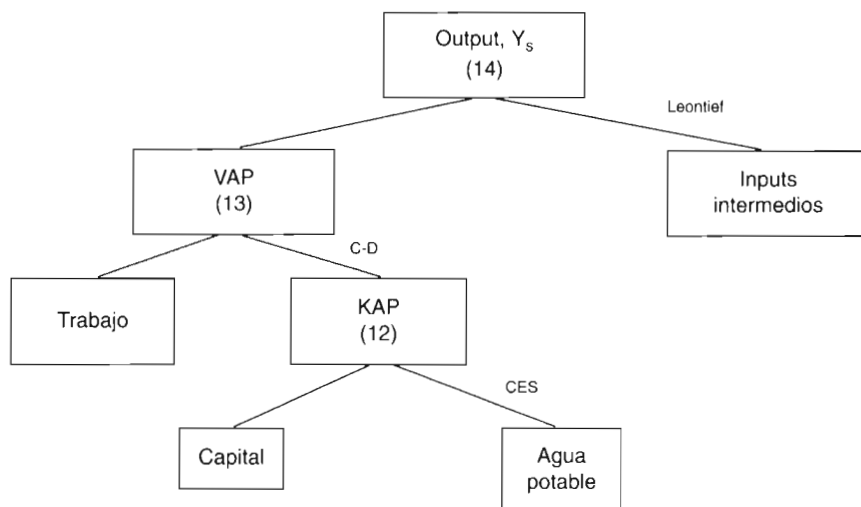 Output, Yₛ
(14)
Leontief
VAP
(13)
Inputs
intermedios
C-D
Trabajo
KAP
(12)
CES
Capital
Agua
potable